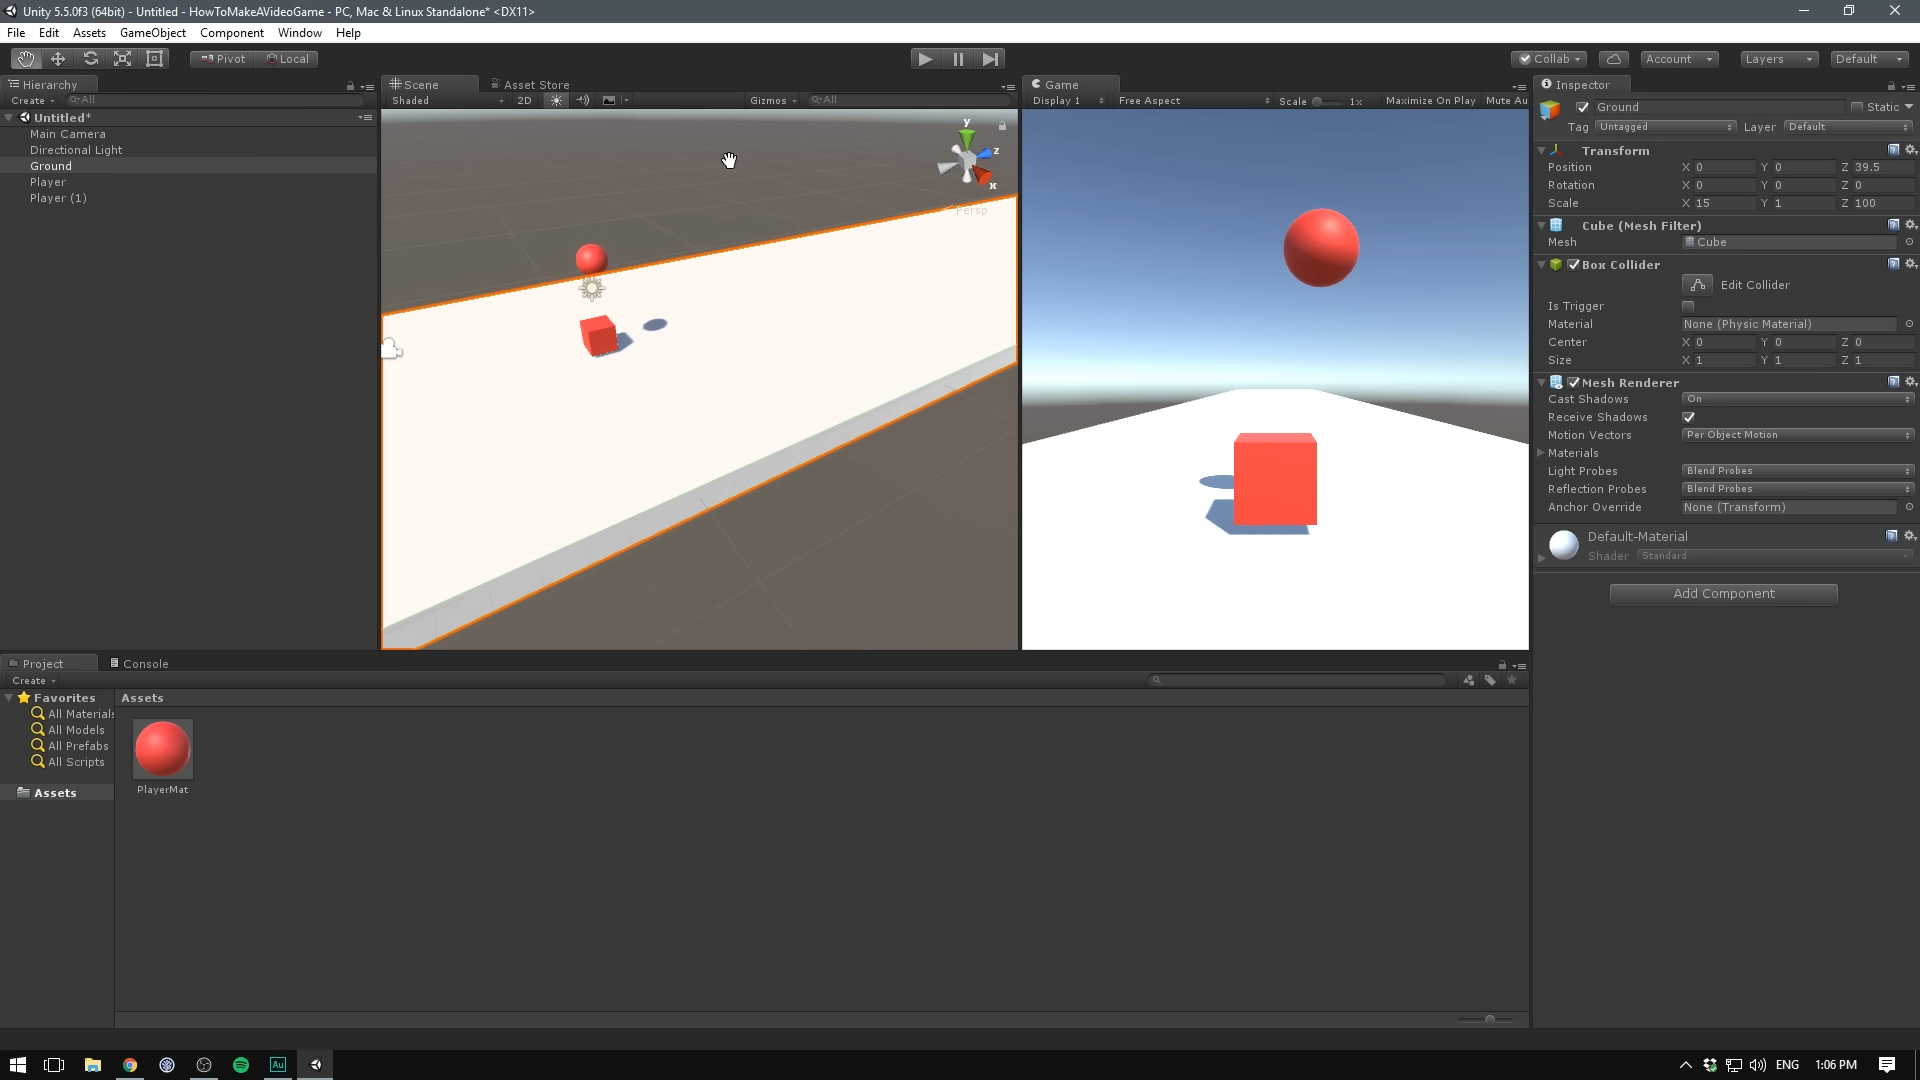 Unity 5.5.0f3 (64bit) - Untitled - HowToMakeAVideoGame - PC, Mac & Linux Standalone* <DX11>
File Edit Assets GameObject Component Window Help
Pivot Local Collab Account Layers Default
Hierarchy
Create All
Untitled*
Main Camera
Directional Light
Ground
Player
Player (1)
Scene Asset Store
Shaded 2D Gizmos All
y
z
x
Persp
Game
Display 1 Free Aspect Scale 1x Maximize On Play Mute Au
Inspector
Ground Static
Tag Untagged Layer Default
Transform
Position X 0 Y 0 Z 39.5
Rotation X 0 Y 0 Z 0
Scale X 15 Y 1 Z 100
Cube (Mesh Filter)
Mesh Cube
Box Collider
Edit Collider
Is Trigger
Material None (Physic Material)
Center X 0 Y 0 Z 0
Size X 1 Y 1 Z 1
Mesh Renderer
Cast Shadows On
Receive Shadows
Motion Vectors Per Object Motion
Materials
Light Probes Blend Probes
Reflection Probes Blend Probes
Anchor Override None (Transform)
Default-Material
Shader Standard
Add Component
Project Console
Create
Favorites
All Materials
All Models
All Prefabs
All Scripts
Assets
Assets
PlayerMat
Au
ENG 1:06 PM